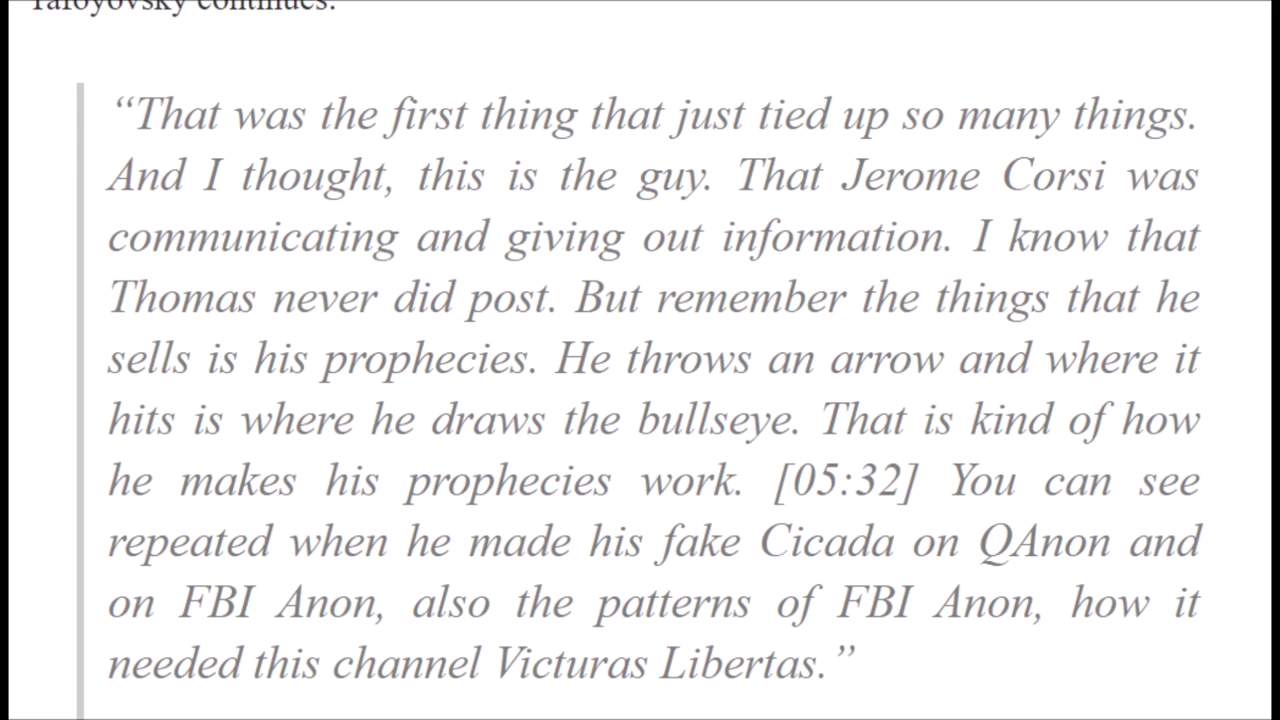 Tafoyovsky continues:
“That was the first thing that just tied up so many things.
And I thought, this is the guy. That Jerome Corsi was
communicating and giving out information. I know that
Thomas never did post. But remember the things that he
sells is his prophecies. He throws an arrow and where it
hits is where he draws the bullseye. That is kind of how
he makes his prophecies work. [05:32] You can see
repeated when he made his fake Cicada on QAnon and
on FBI Anon, also the patterns of FBI Anon, how it
needed this channel Victuras Libertas.”